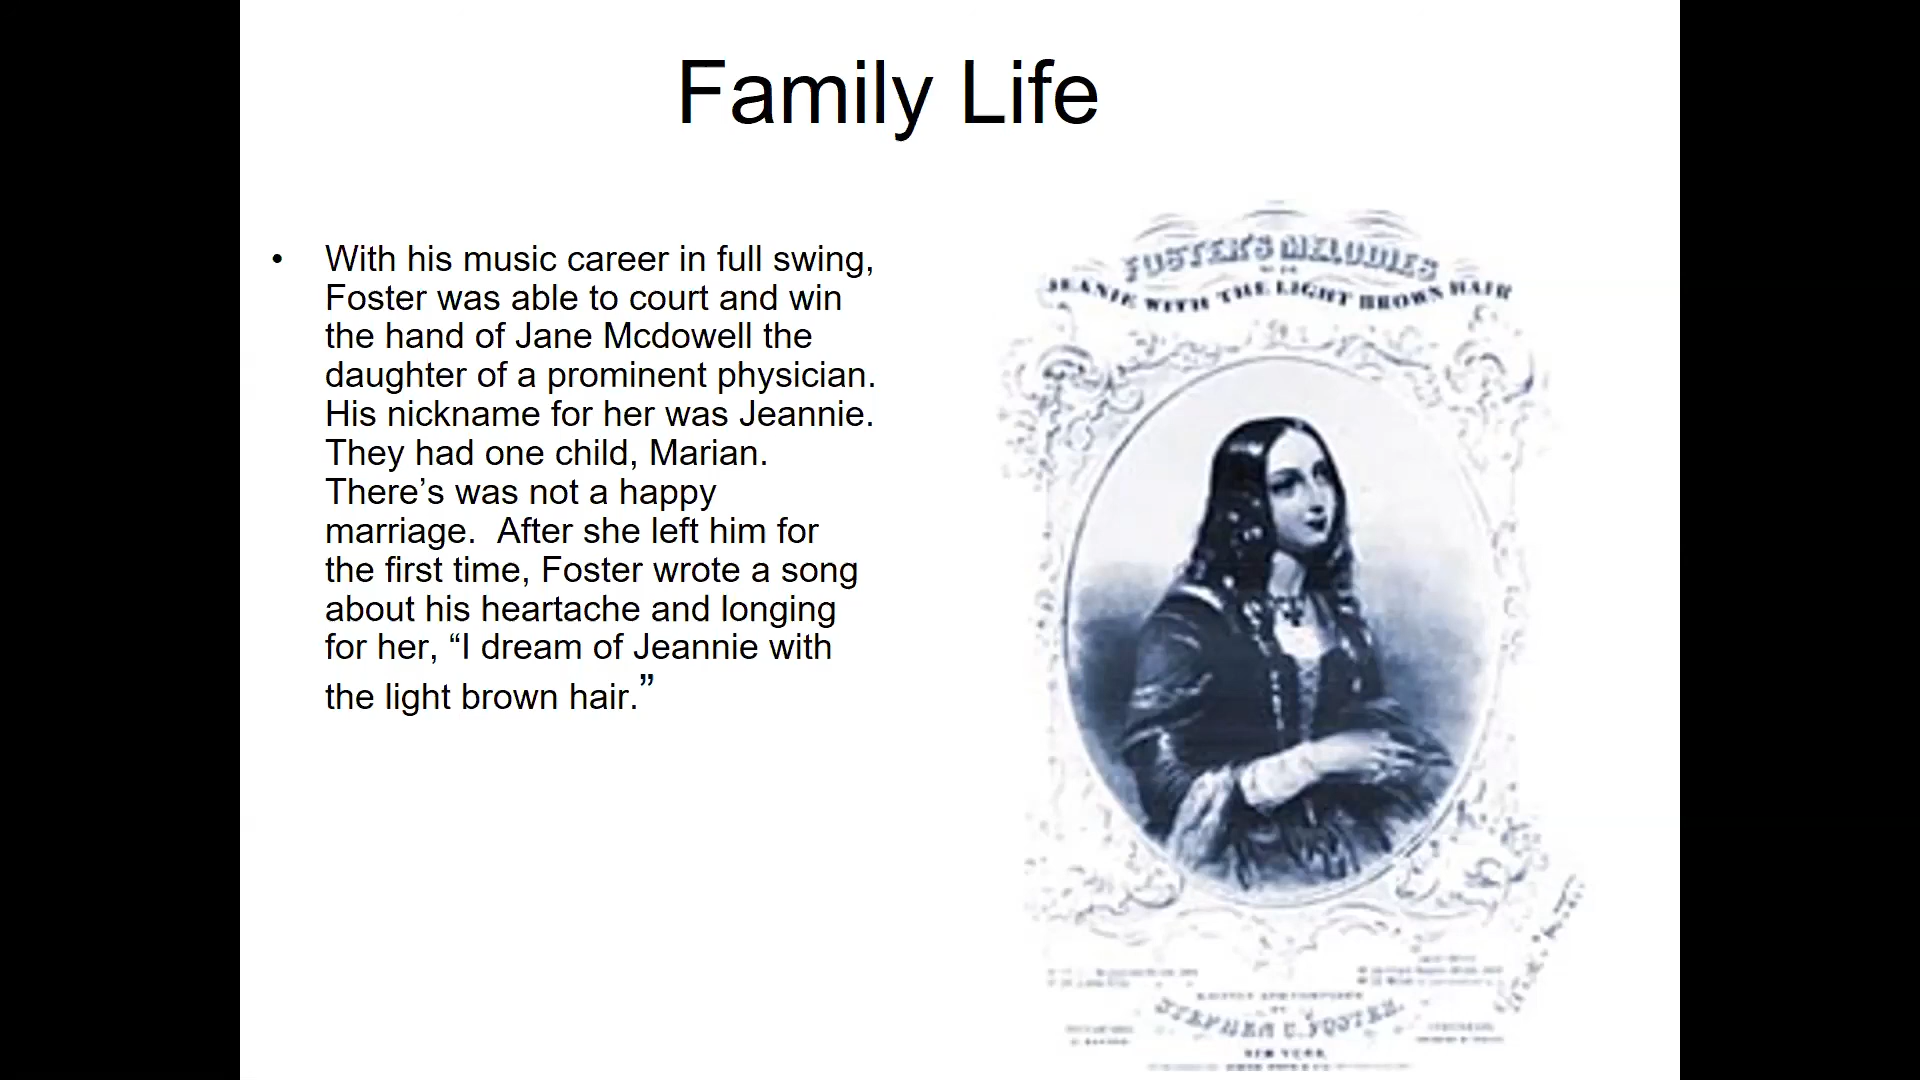 Family Life
• With his music career in full swing,
Foster was able to court and win
the hand of Jane Mcdowell the
daughter of a prominent physician.
His nickname for her was Jeannie.
They had one child, Marian.
There’s was not a happy
marriage.  After she left him for
the first time, Foster wrote a song
about his heartache and longing
for her, “I dream of Jeannie with
the light brown hair.”
FOSTER'S MELODIES
JEANIE WITH THE LIGHT BROWN HAIR
STEPHEN C. FOSTER.
NEW YORK